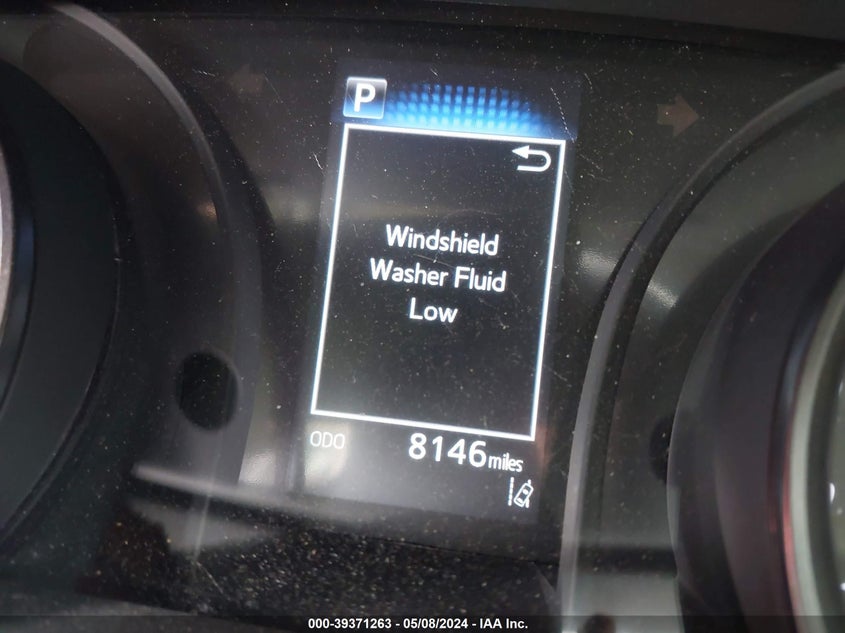 P
Windshield
Washer Fluid
Low
ODO 8146 miles
000-39371263 - 05/08/2024 - IAA Inc.